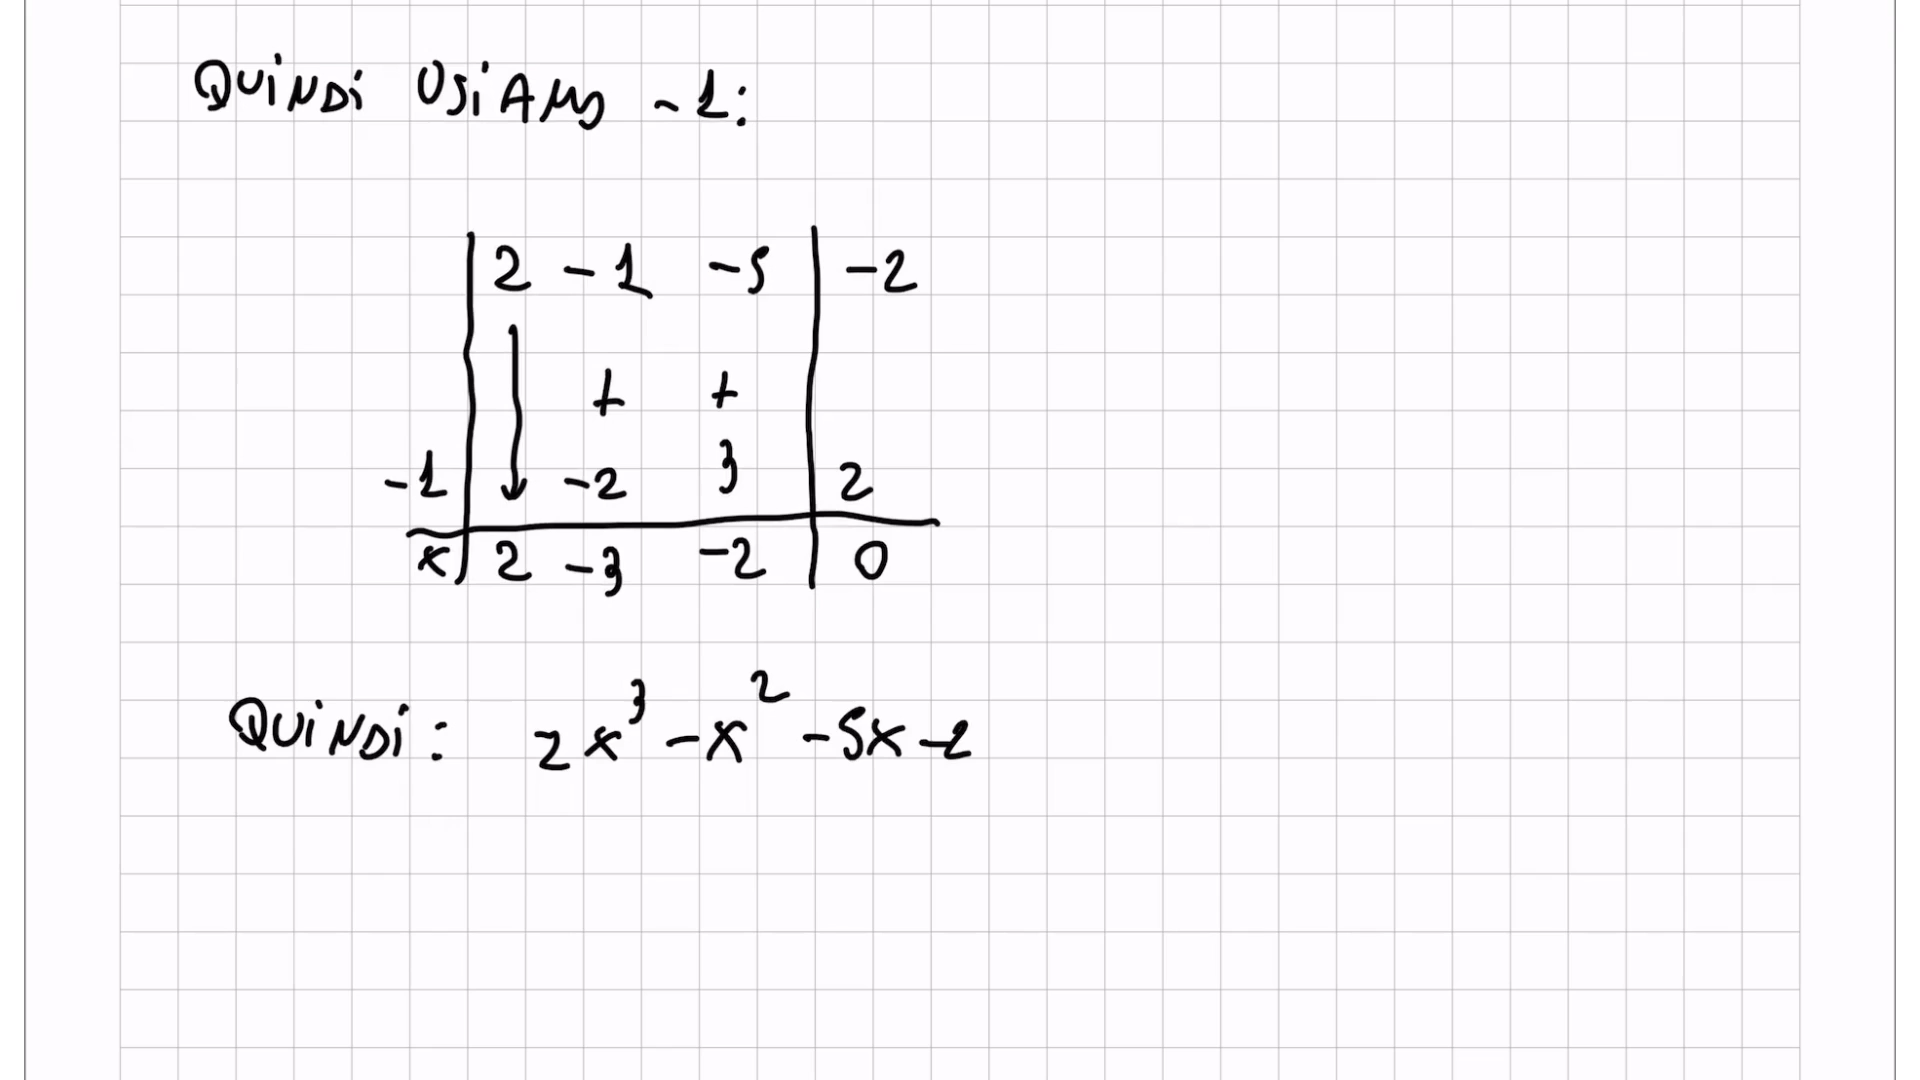 QUINDI USIAMO -1:
2 -1 -5 -2
+ +
-1 -2 3 2
x 2 -3 -2 0
QUINDI: 2x³ -x² -5x -2